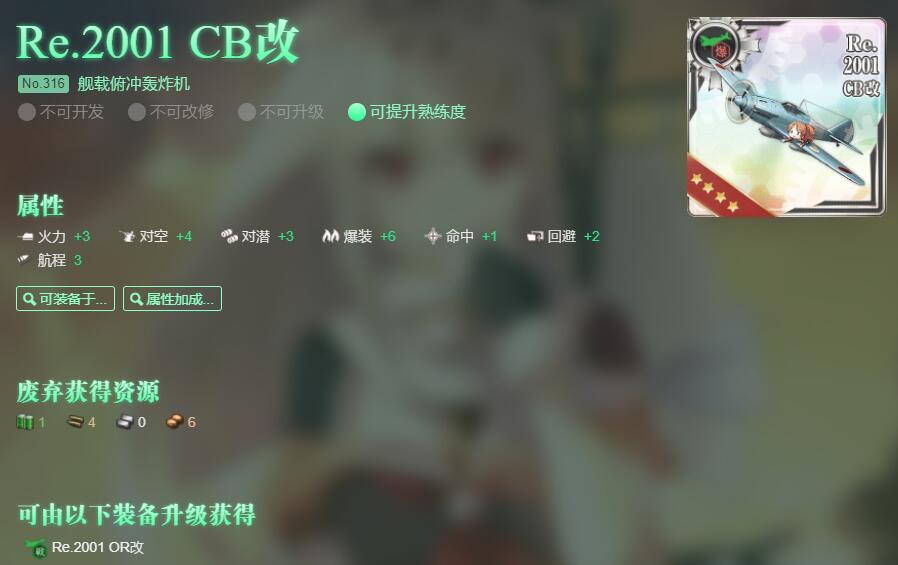 Re.2001 CB改
No.316 舰载俯冲轰炸机
不可开发 不可改修 不可升级 可提升熟练度
爆
Re.
2001
CB改
属性
火力 +3 对空 +4 对潜 +3 爆装 +6 命中 +1 回避 +2
航程 3
可装备于... 属性加成...
废弃获得资源
1 4 0 6
可由以下装备升级获得
戦 Re.2001 OR改